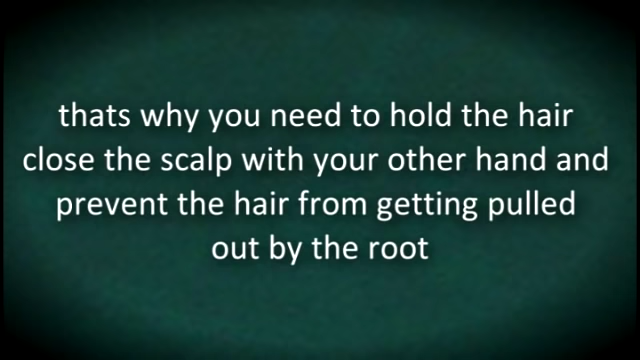 thats why you need to hold the hair
close the scalp with your other hand and
prevent the hair from getting pulled
out by the root